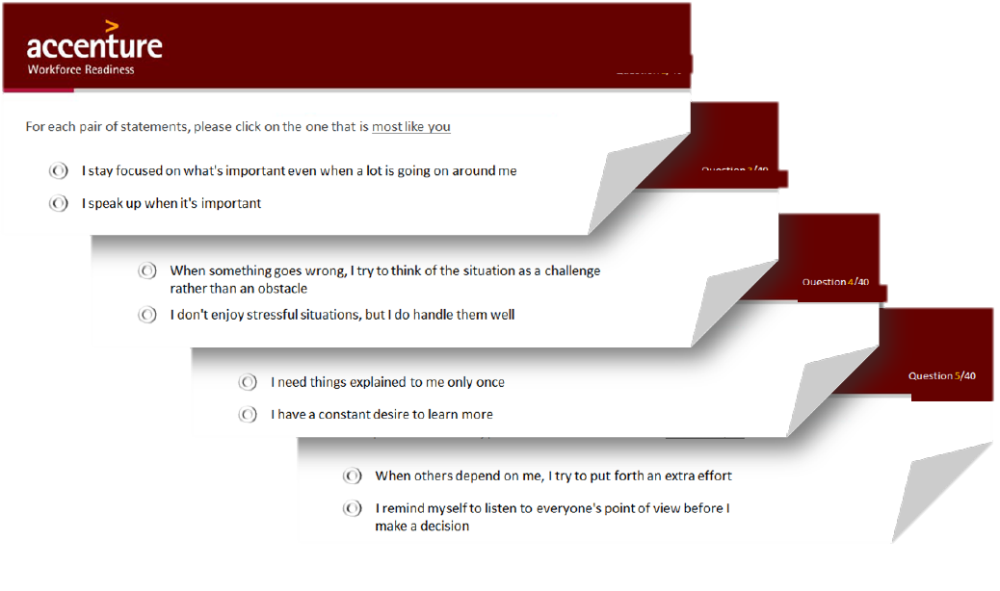 accenture
Workforce Readiness
For each pair of statements, please click on the one that is most like you
I stay focused on what's important even when a lot is going on around me
I speak up when it's important
When something goes wrong, I try to think of the situation as a challenge
rather than an obstacle
I don't enjoy stressful situations, but I do handle them well
Question 4/40
I need things explained to me only once
I have a constant desire to learn more
Question 5/40
When others depend on me, I try to put forth an extra effort
I remind myself to listen to everyone's point of view before I
make a decision